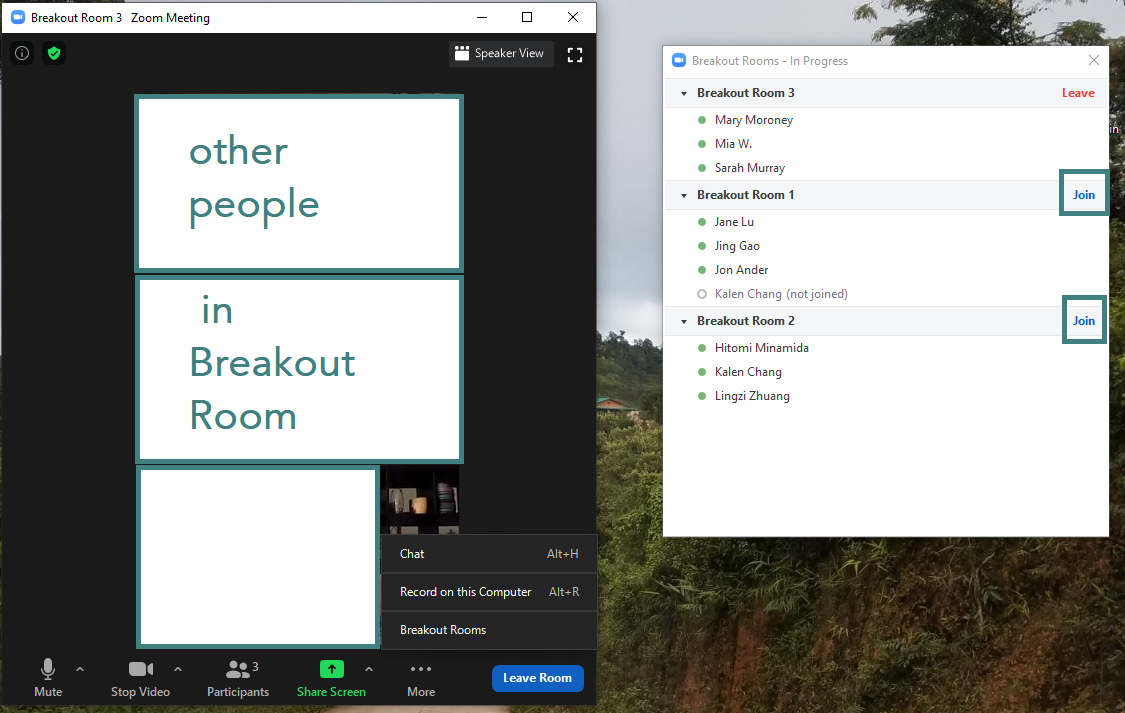 Breakout Room 3 Zoom Meeting
Speaker View
other
people
in
Breakout
Room
Chat Alt+H
Record on this Computer Alt+R
Breakout Rooms
3
Mute
Stop Video
Participants
Share Screen
More
Leave Room
Breakout Rooms - In Progress
Breakout Room 3 Leave
Mary Moroney
Mia W.
Sarah Murray
Breakout Room 1 Join
Jane Lu
Jing Gao
Jon Ander
Kalen Chang (not joined)
Breakout Room 2 Join
Hitomi Minamida
Kalen Chang
Lingzi Zhuang